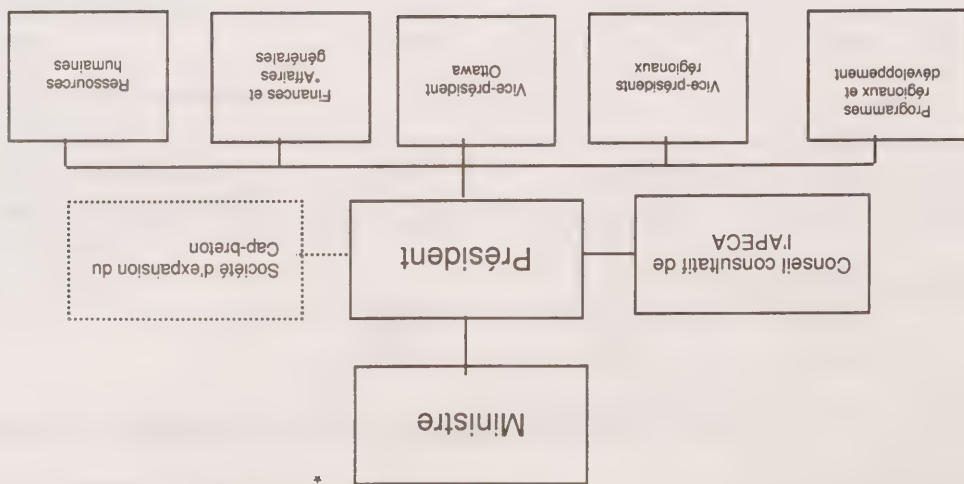 *
Ministre
Conseil consultatif de
l'APECA
Président
Société d'expansion du
Cap-breton
Programmes
régionaux et
développement
Vice-présidents
régionaux
Vice-président
Ottawa
Finances et
*Affaires
générales
Ressources
humaines